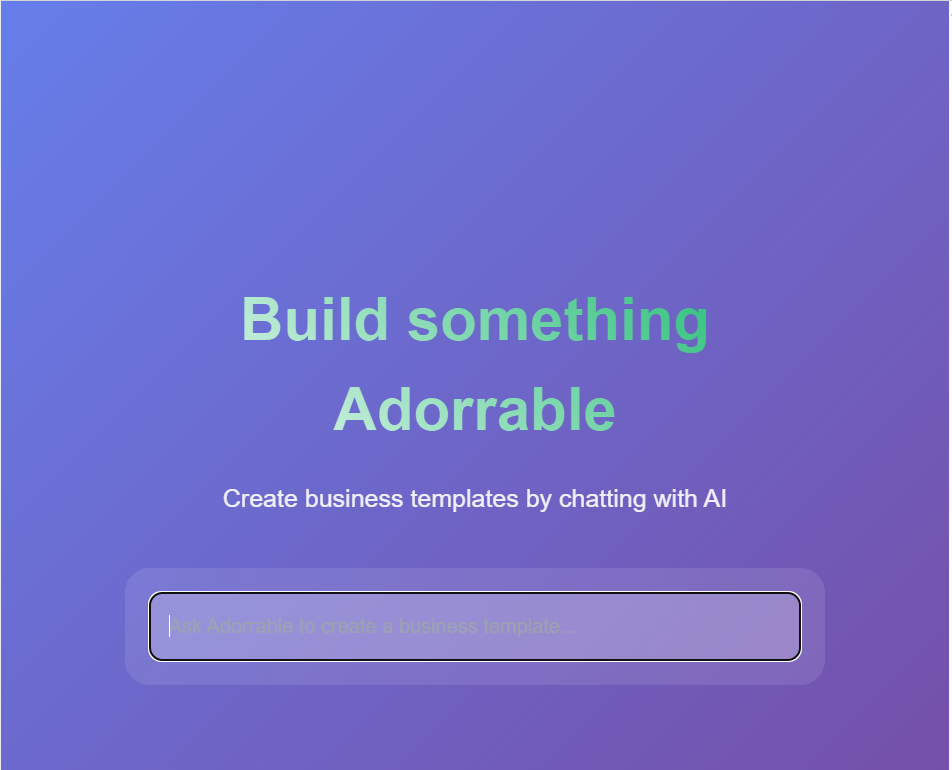 Build something
Adorrable
Create business templates by chatting with AI
Ask Adorrable to create a business template...